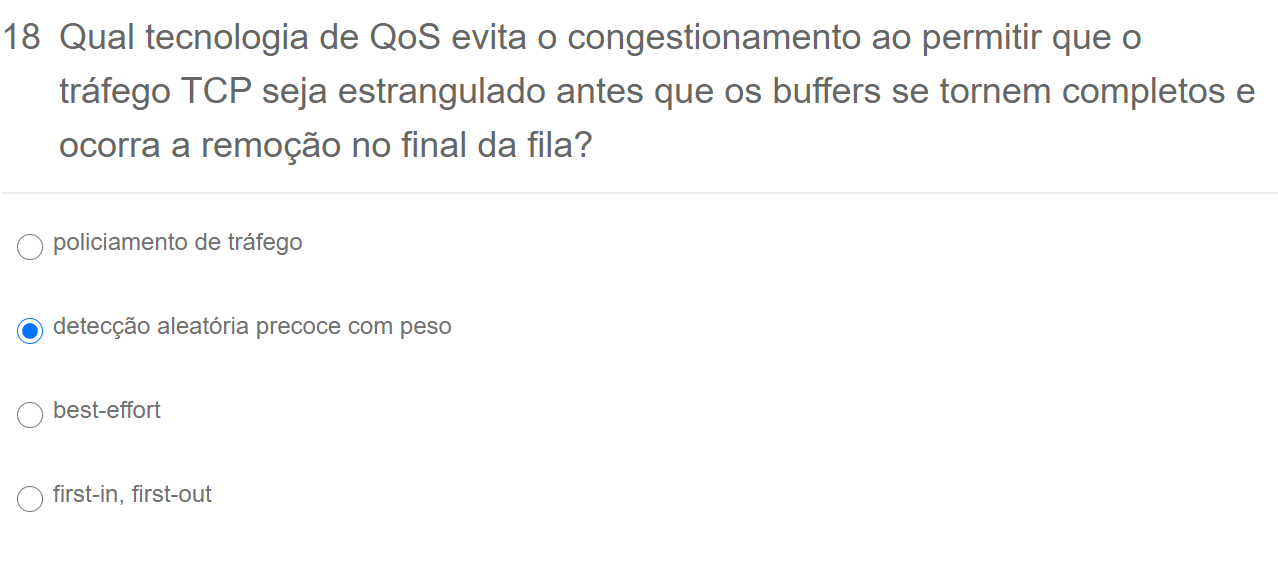 18 Qual tecnologia de QoS evita o congestionamento ao permitir que o
tráfego TCP seja estrangulado antes que os buffers se tornem completos e
ocorra a remoção no final da fila?
policiamento de tráfego
detecção aleatória precoce com peso
best-effort
first-in, first-out